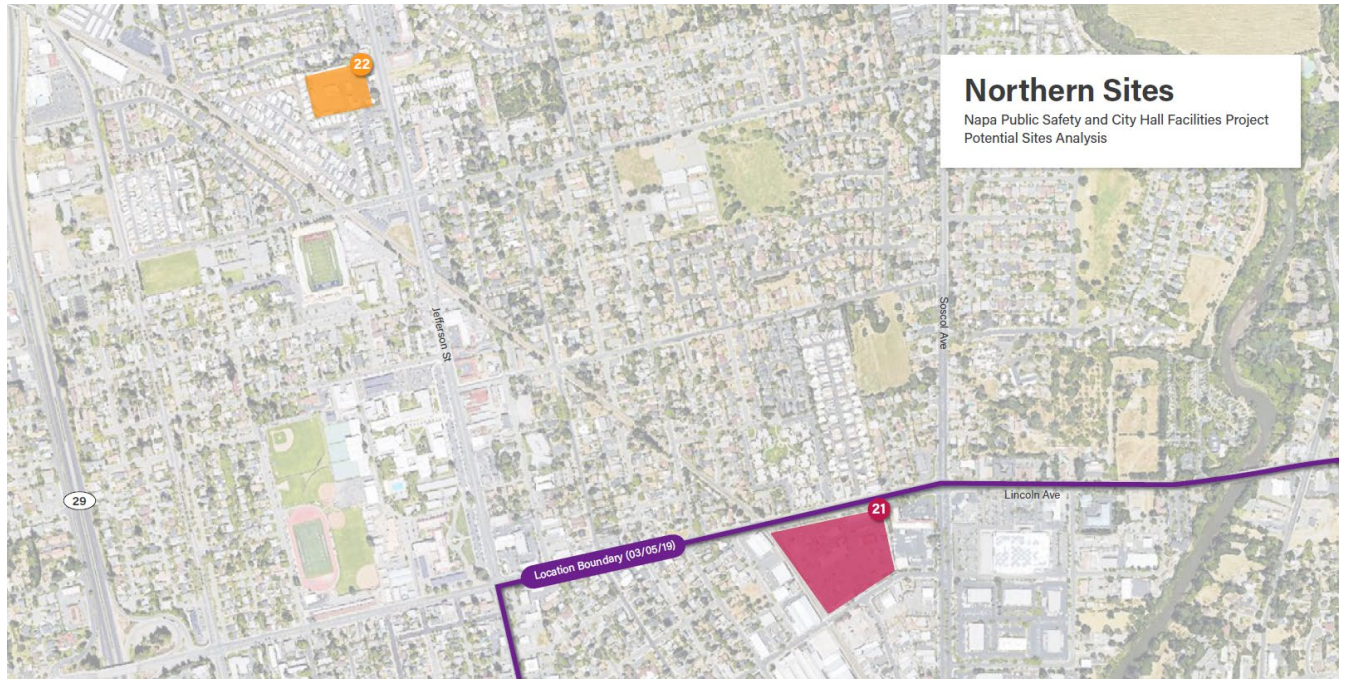 22
Northern Sites
Napa Public Safety and City Hall Facilities Project
Potential Sites Analysis
Jefferson St
Soscol Ave
29
Lincoln Ave
21
Location Boundary (03/05/19)